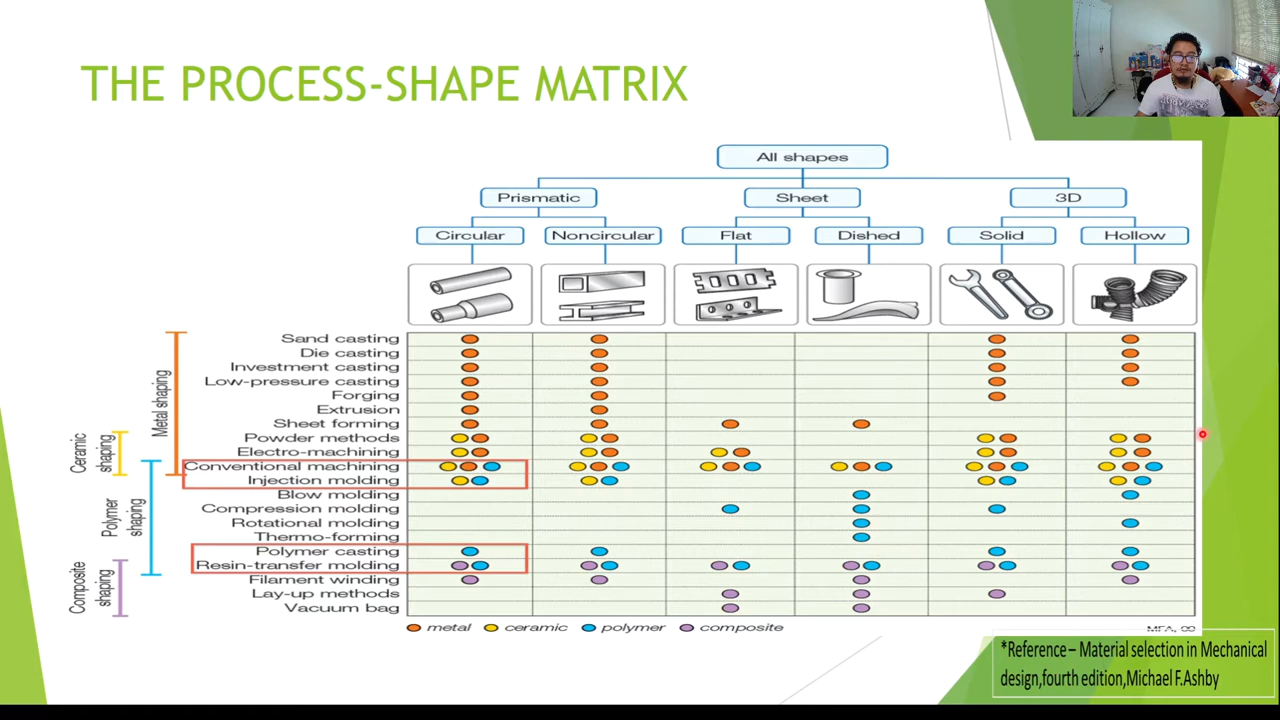 THE PROCESS-SHAPE MATRIX
All shapes
Prismatic
Sheet
3D
Circular
Noncircular
Flat
Dished
Solid
Hollow
Metal shaping
Ceramic
shaping
Polymer
shaping
Composite
shaping
Sand casting
Die casting
Investment casting
Low-pressure casting
Forging
Extrusion
Sheet forming
Powder methods
Electro-machining
Conventional machining
Injection molding
Blow molding
Compression molding
Rotational molding
Thermo-forming
Polymer casting
Resin-transfer molding
Filament winding
Lay-up methods
Vacuum bag
metal ceramic polymer composite
*Reference – Material selection in Mechanical
design,fourth edition,Michael F.Ashby